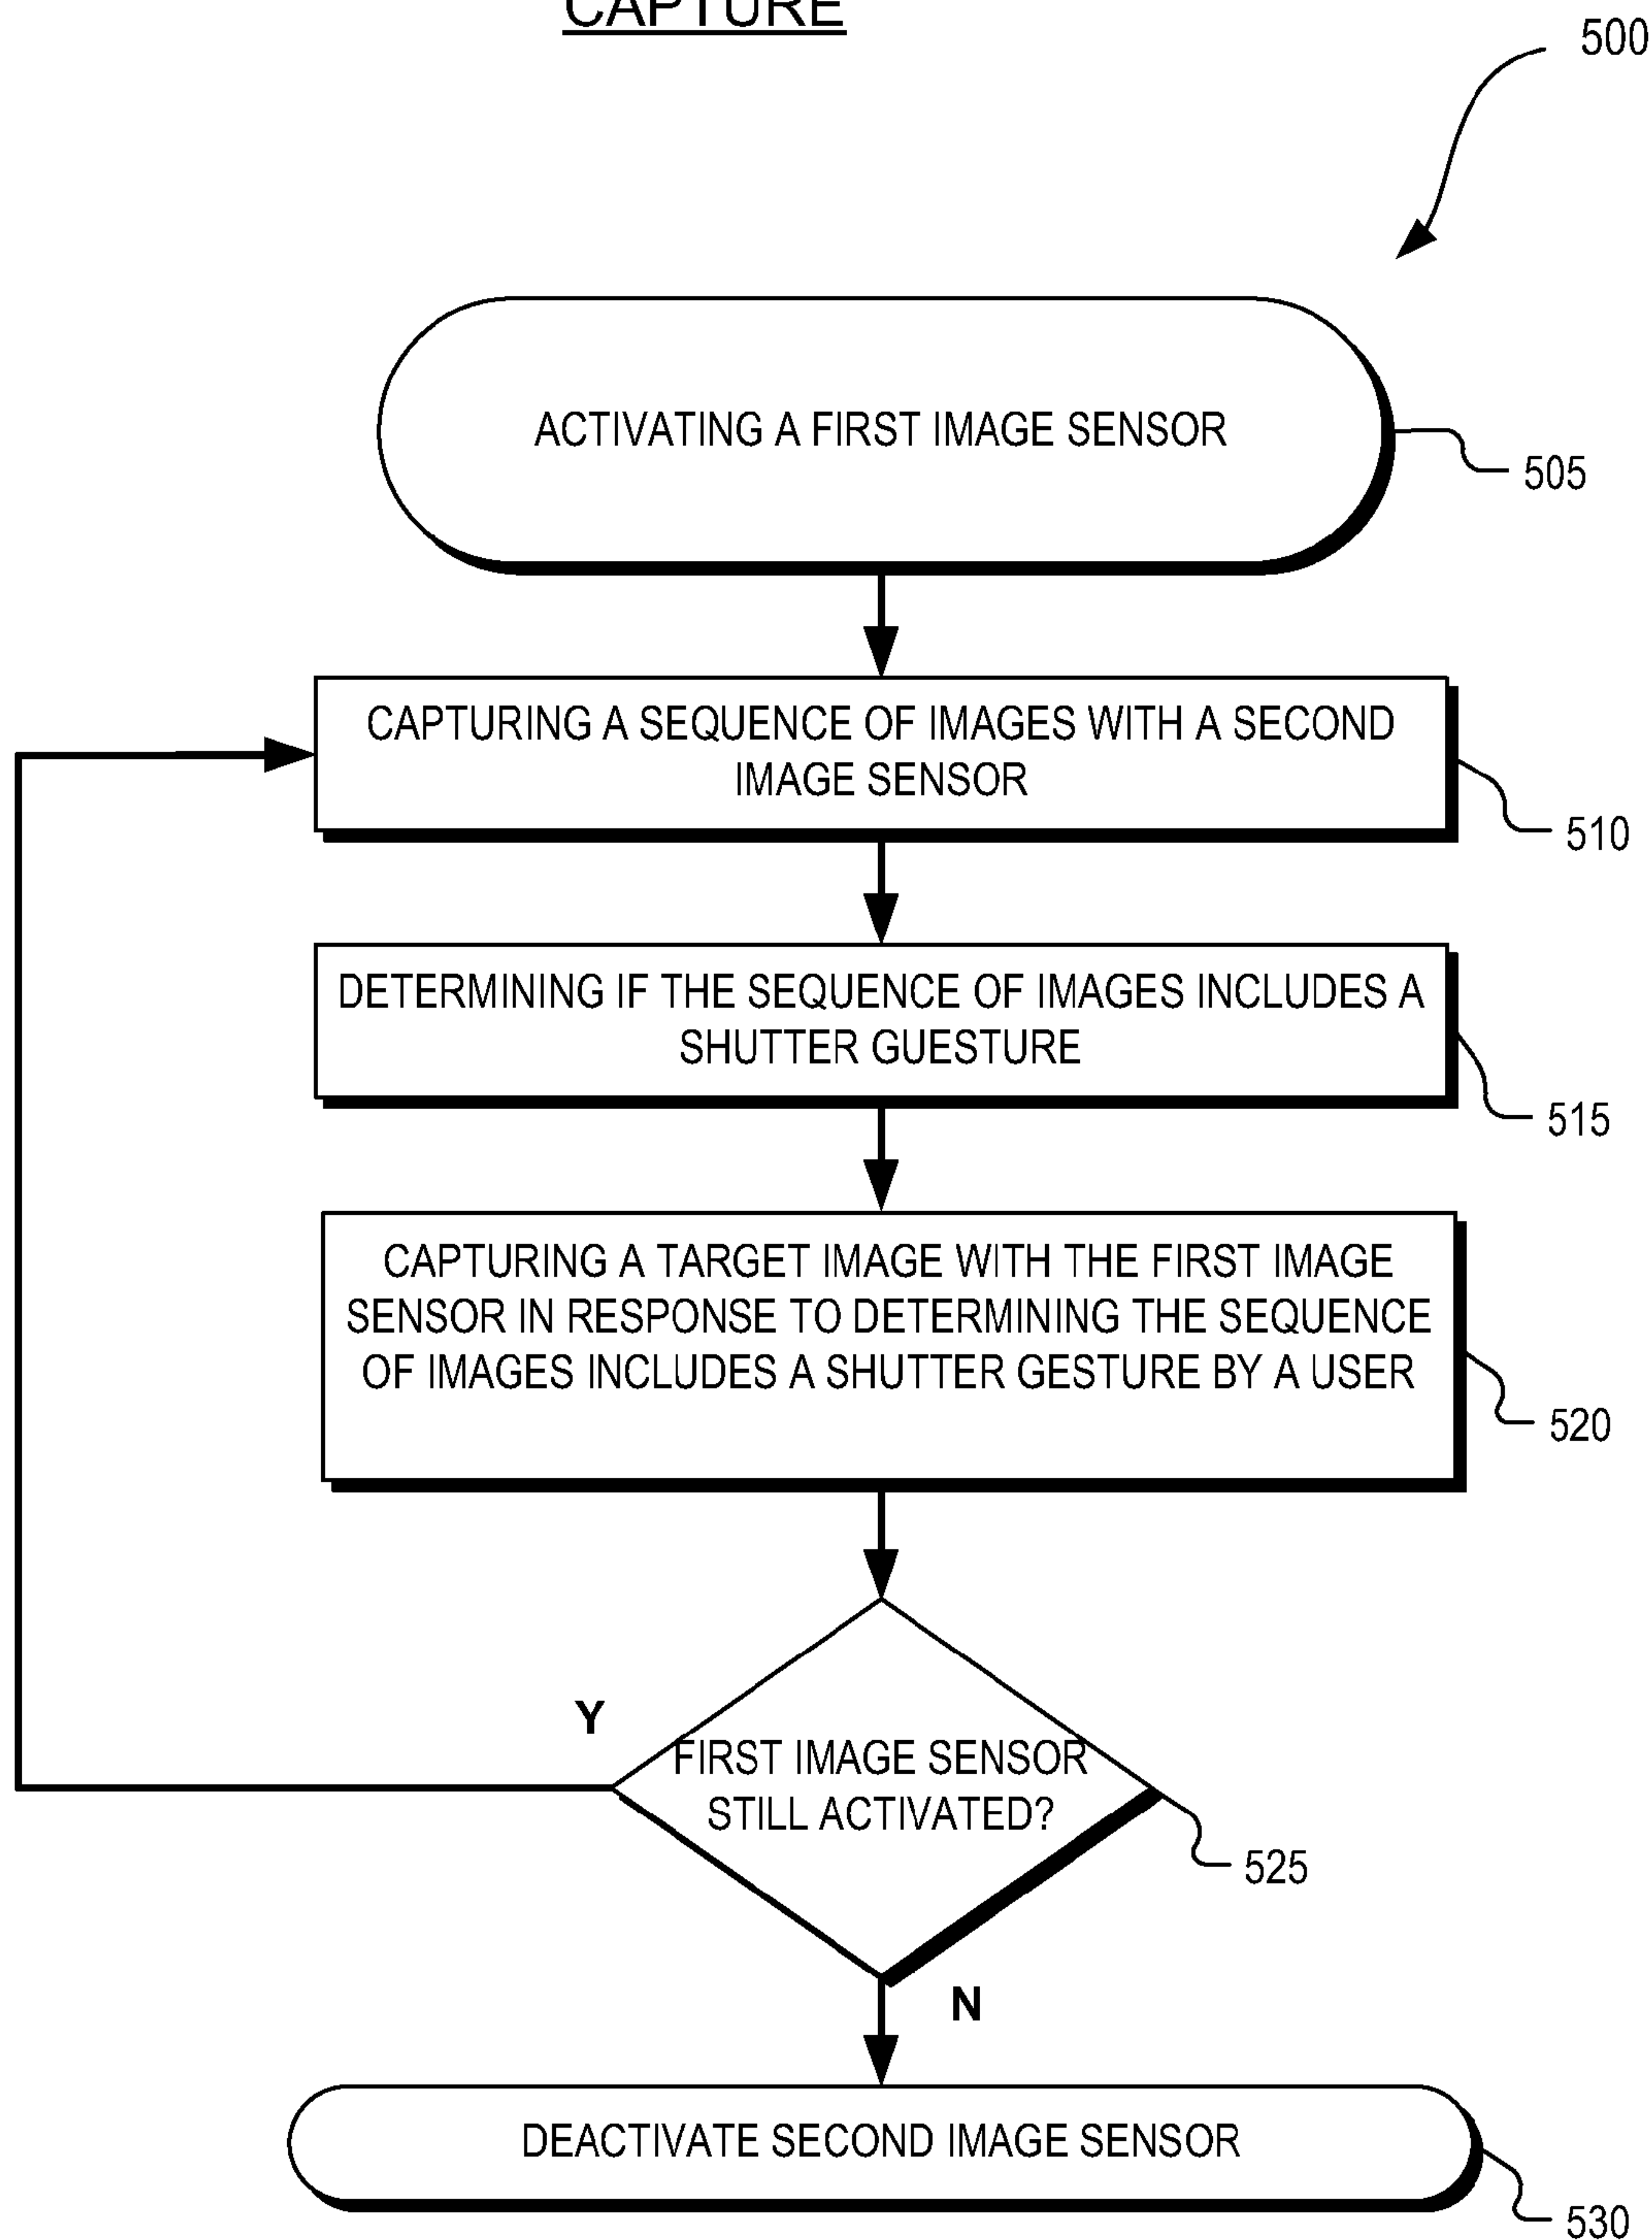 CAPTURE
500
ACTIVATING A FIRST IMAGE SENSOR
505
CAPTURING A SEQUENCE OF IMAGES WITH A SECOND
IMAGE SENSOR
510
DETERMINING IF THE SEQUENCE OF IMAGES INCLUDES A
SHUTTER GUESTURE
515
CAPTURING A TARGET IMAGE WITH THE FIRST IMAGE
SENSOR IN RESPONSE TO DETERMINING THE SEQUENCE
OF IMAGES INCLUDES A SHUTTER GESTURE BY A USER
520
Y
FIRST IMAGE SENSOR
STILL ACTIVATED?
525
N
DEACTIVATE SECOND IMAGE SENSOR
530